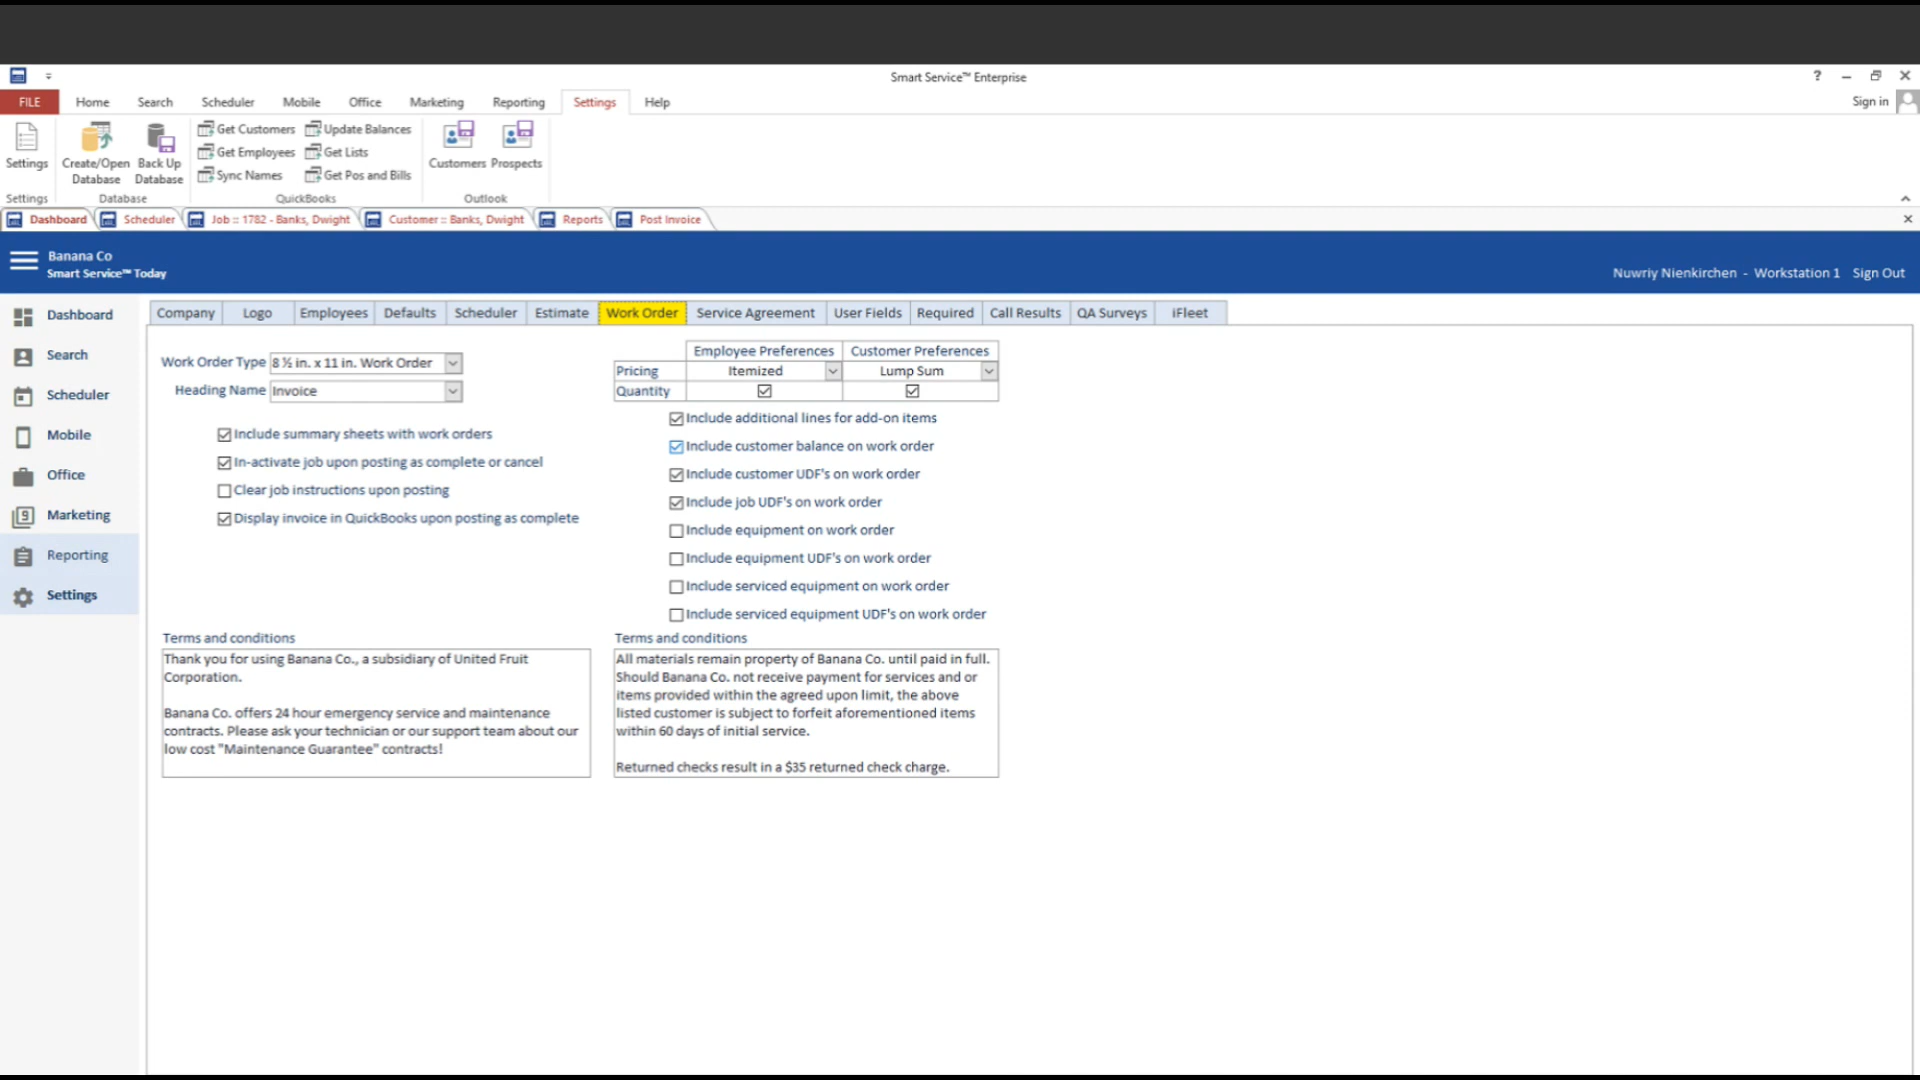 Smart Service™ Enterprise
?
FILE Home Search Scheduler Mobile Office Marketing Reporting Settings Help
Sign in
Settings
Create/Open Database
Back Up Database
Get Customers
Get Employees
Sync Names
Update Balances
Get Lists
Get Pos and Bills
Customers
Prospects
Settings Database QuickBooks Outlook
Dashboard Scheduler Job :: 1782 - Banks, Dwight Customer :: Banks, Dwight Reports Post Invoice
Banana Co
Smart Service™ Today
Nuwriy Nienkirchen - Workstation 1 Sign Out
Dashboard
Search
Scheduler
Mobile
Office
9
Marketing
Reporting
Settings
Company Logo Employees Defaults Scheduler Estimate Work Order Service Agreement User Fields Required Call Results QA Surveys iFleet
Work Order Type 8 ½ in. x 11 in. Work Order
Heading Name Invoice
Include summary sheets with work orders
In-activate job upon posting as complete or cancel
Clear job instructions upon posting
Display invoice in QuickBooks upon posting as complete
Employee Preferences Customer Preferences
Pricing Itemized Lump Sum
Quantity
Include additional lines for add-on items
Include customer balance on work order
Include customer UDF's on work order
Include job UDF's on work order
Include equipment on work order
Include equipment UDF's on work order
Include serviced equipment on work order
Include serviced equipment UDF's on work order
Terms and conditions
Thank you for using Banana Co., a subsidiary of United Fruit
Corporation.
Banana Co. offers 24 hour emergency service and maintenance
contracts. Please ask your technician or our support team about our
low cost "Maintenance Guarantee" contracts!
Terms and conditions
All materials remain property of Banana Co. until paid in full.
Should Banana Co. not receive payment for services and or
items provided within the agreed upon limit, the above
listed customer is subject to forfeit aforementioned items
within 60 days of initial service.
Returned checks result in a $35 returned check charge.